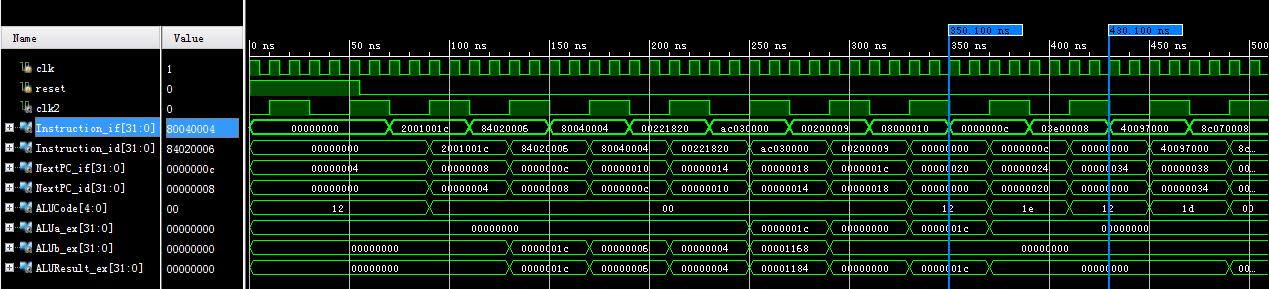 350.100 ns 430.100 ns
Name Value 0 ns 50 ns 100 ns 150 ns 200 ns 250 ns 300 ns 350 ns 400 ns 450 ns 500
clk 1
reset 0
clk2 0
Instruction_if[31:0] 80040004 00000000 2001001c 84020006 80040004 00221820 ac030000 00200009 08000010 0000000c 03e00008 40097000 8c070008
Instruction_id[31:0] 84020006 00000000 2001001c 84020006 80040004 00221820 ac030000 00200009 00000000 0000000c 00000000 40097000 8c...
NextPC_if[31:0] 0000000c 00000004 00000008 0000000c 00000010 00000014 00000018 0000001c 00000020 00000024 00000034 00000038 00...
NextPC_id[31:0] 00000008 00000000 00000004 00000008 0000000c 00000010 00000014 00000018 00000000 00000020 00000000 00000034 00...
ALUCode[4:0] 00 12 00 12 1e 12 1d 00
ALUa_ex[31:0] 00000000 00000000 0000001c 00000000 0000001c 00000000
ALUb_ex[31:0] 00000000 00000000 0000001c 00000006 00000004 00001168 00000000
ALUResult_ex[31:0] 00000000 00000000 0000001c 00000006 00000004 00001184 00000000 0000001c 00000000 00...